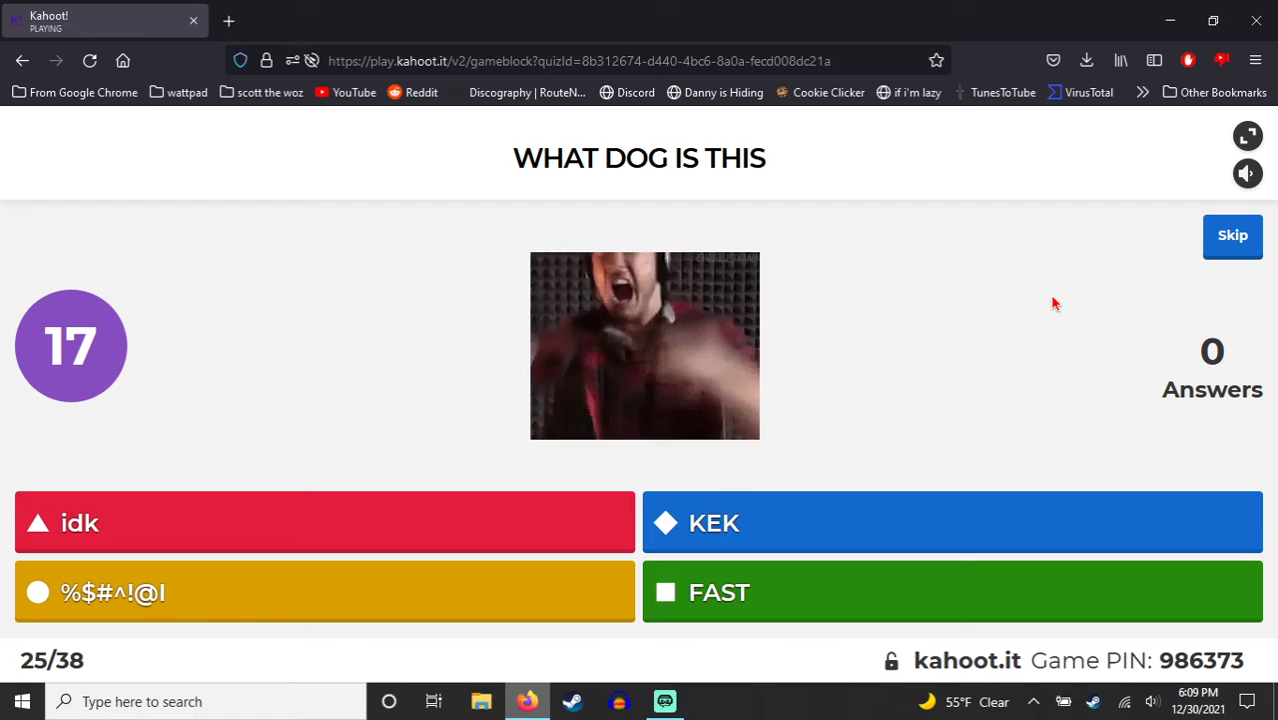 Kahoot!
PLAYING
https://play.kahoot.it/v2/gameblock?quizId=8b312674-d440-4bc6-8a0a-fecd008dc21a
From Google Chrome
wattpad
scott the woz
YouTube
Reddit
Discography | RouteN...
Discord
Danny is Hiding
Cookie Clicker
if i'm lazy
TunesToTube
VirusTotal
Other Bookmarks
WHAT DOG IS THIS
Skip
17
0
Answers
idk
KEK
%$#^!@I
FAST
25/38
kahoot.it Game PIN: 986373
Type here to search
55°F Clear
6:09 PM
12/30/2021